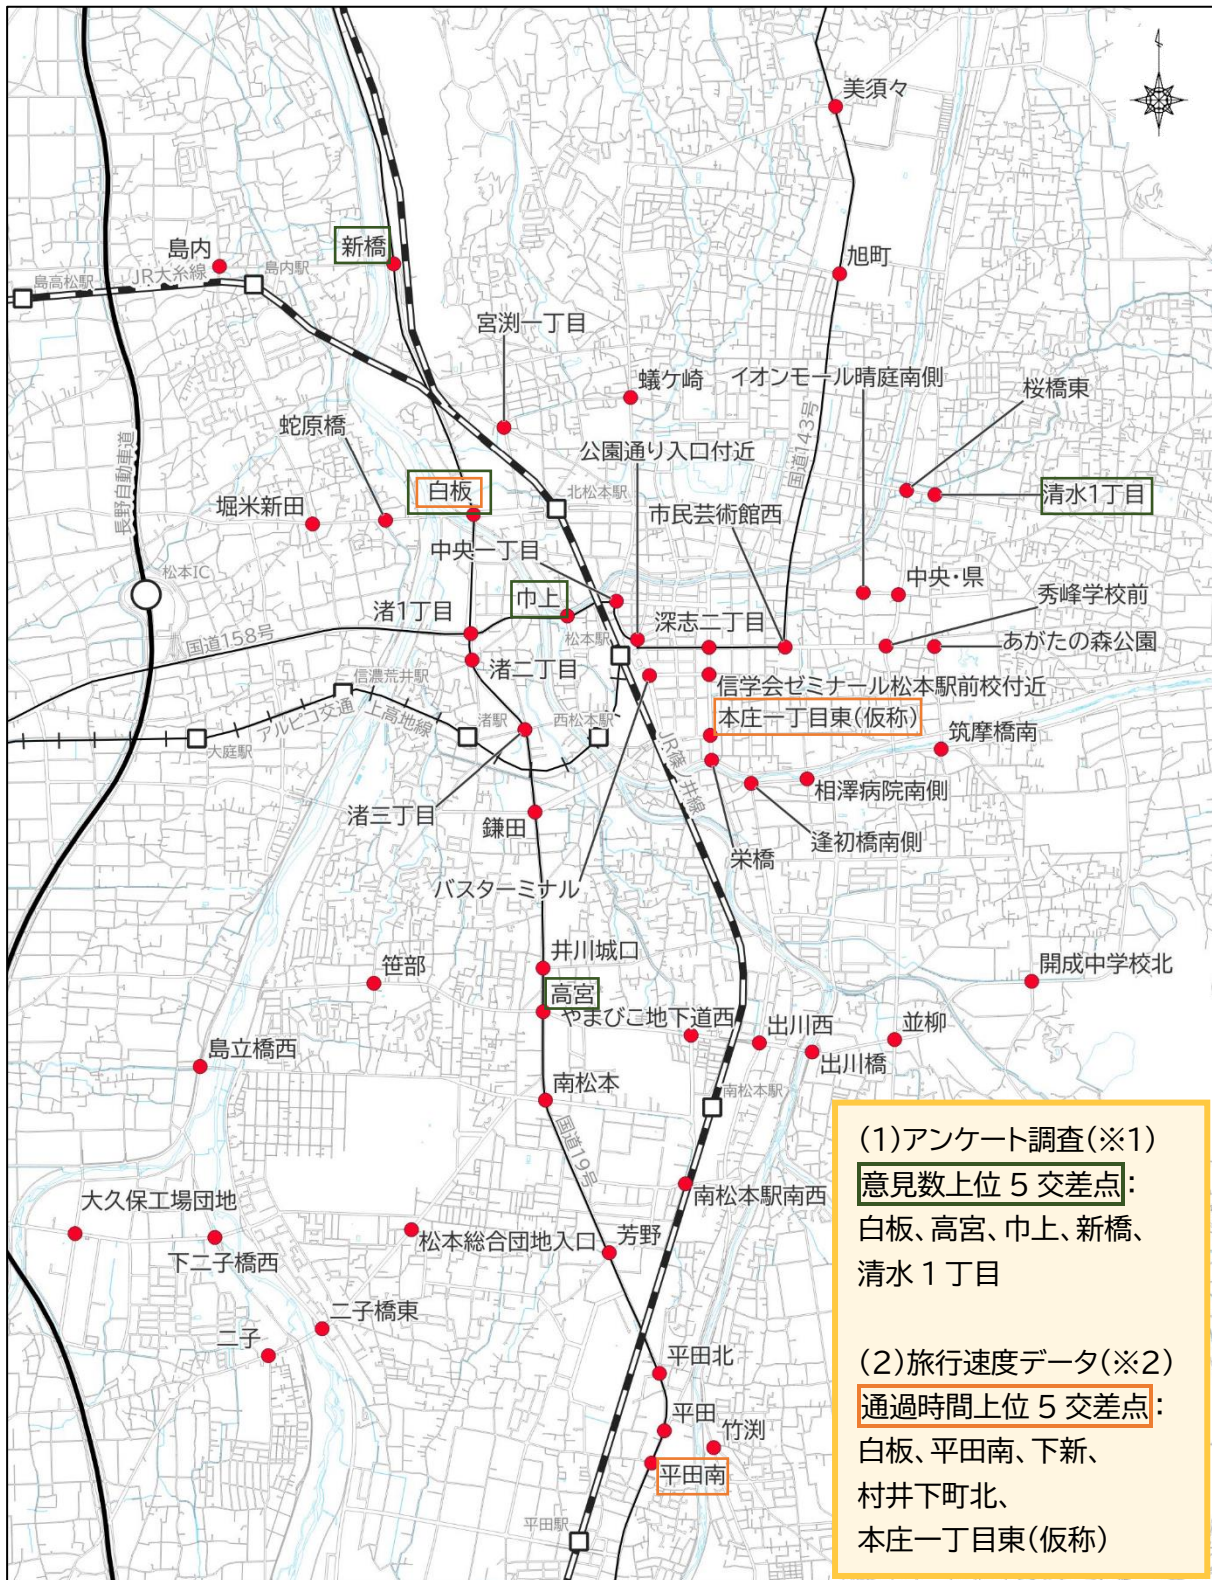 美須々
新橋
島内
旭町
島高松駅
JR大糸線
島内駅
宮渕一丁目
蟻ケ崎
イオンモール晴庭南側
桜橋東
蛇原橋
公園通り入口付近
国道143号
長野自動車道
白板
北松本駅
清水1丁目
堀米新田
市民芸術館西
中央一丁目
松本IC
巾上
中央・県
秀峰学校前
渚1丁目
深志二丁目
国道158号
松本駅
あがたの森公園
渚二丁目
信濃荒井駅
信学会ゼミナール松本駅前校付近
アルピコ交通 上高地線
渚駅
西松本駅
本庄一丁目東(仮称)
大庭駅
JR篠ノ井線
筑摩橋南
相澤病院南側
渚三丁目
鎌田
逢初橋南側
栄橋
バスターミナル
井川城口
笹部
開成中学校北
高宮
やまびこ地下道西
出川西
並柳
島立橋西
出川橋
南松本
南松本駅
国道19号
南松本駅南西
大久保工場団地
下二子橋西
松本総合団地入口
芳野
二子橋東
二子
平田北
平田
竹渕
平田南
平田駅
(1)アンケート調査(※1)
意見数上位5交差点:
白板、高宮、巾上、新橋、
清水1丁目
(2)旅行速度データ(※2)
通過時間上位5交差点:
白板、平田南、下新、
村井下町北、
本庄一丁目東(仮称)